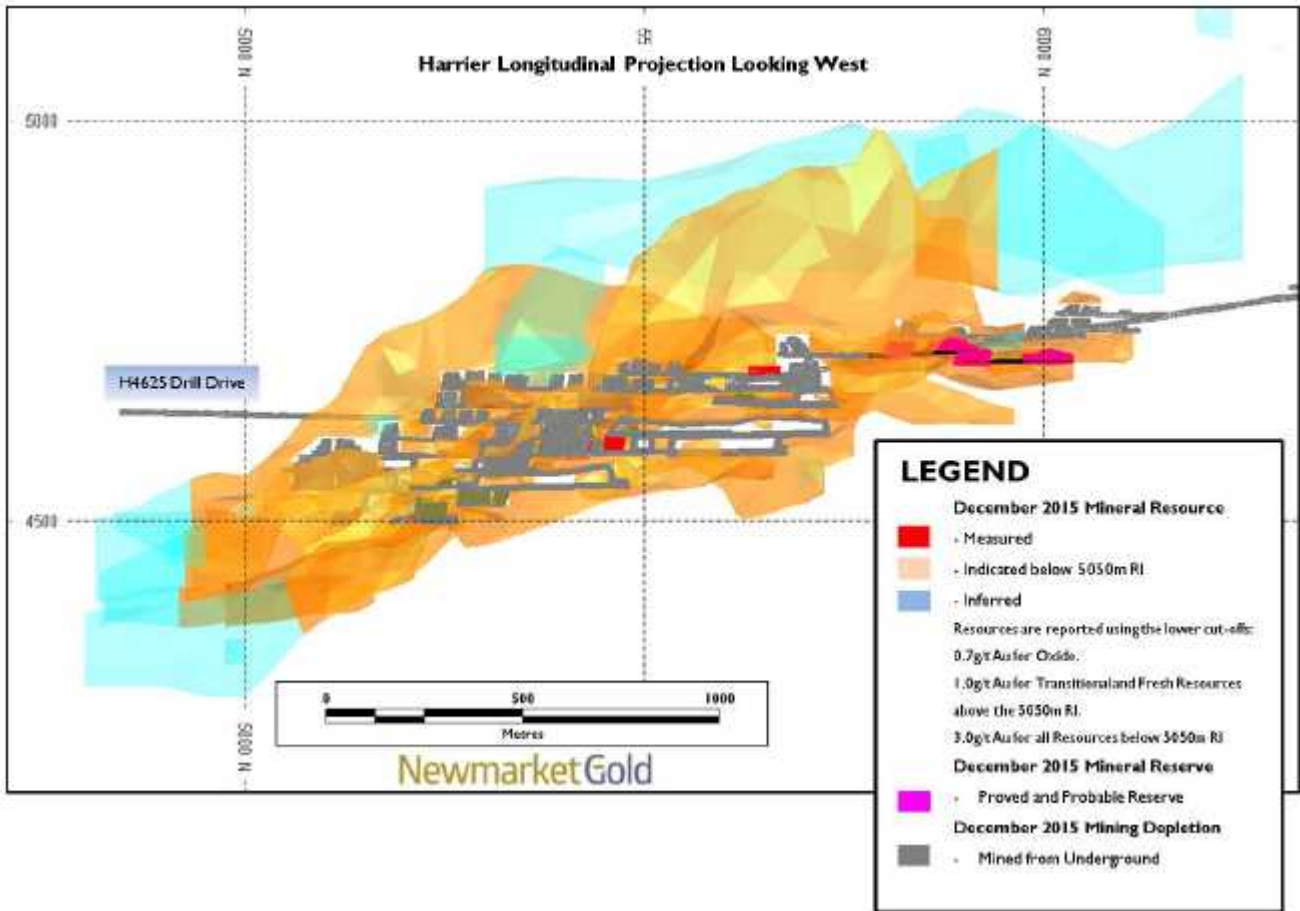 5000 N
6000 N
Harrier Longitudinal Projection Looking West
5000
H4625 Drill Drive
4500
5000 N
0 500 1000
Metres
NewmarketGold
LEGEND
December 2015 Mineral Resource
- Measured
- Indicated below 5050m Rl
- Inferred
Resources are reported using the lower cut-offs:
0.7g/t Au for Oxide.
1.0g/t Au for Transitional and Fresh Resources
above the 5050m Rl.
3.0g/t Au for all Resources below 5050m Rl
December 2015 Mineral Reserve
- Proved and Probable Reserve
December 2015 Mining Depletion
- Mined from Underground
6000 N